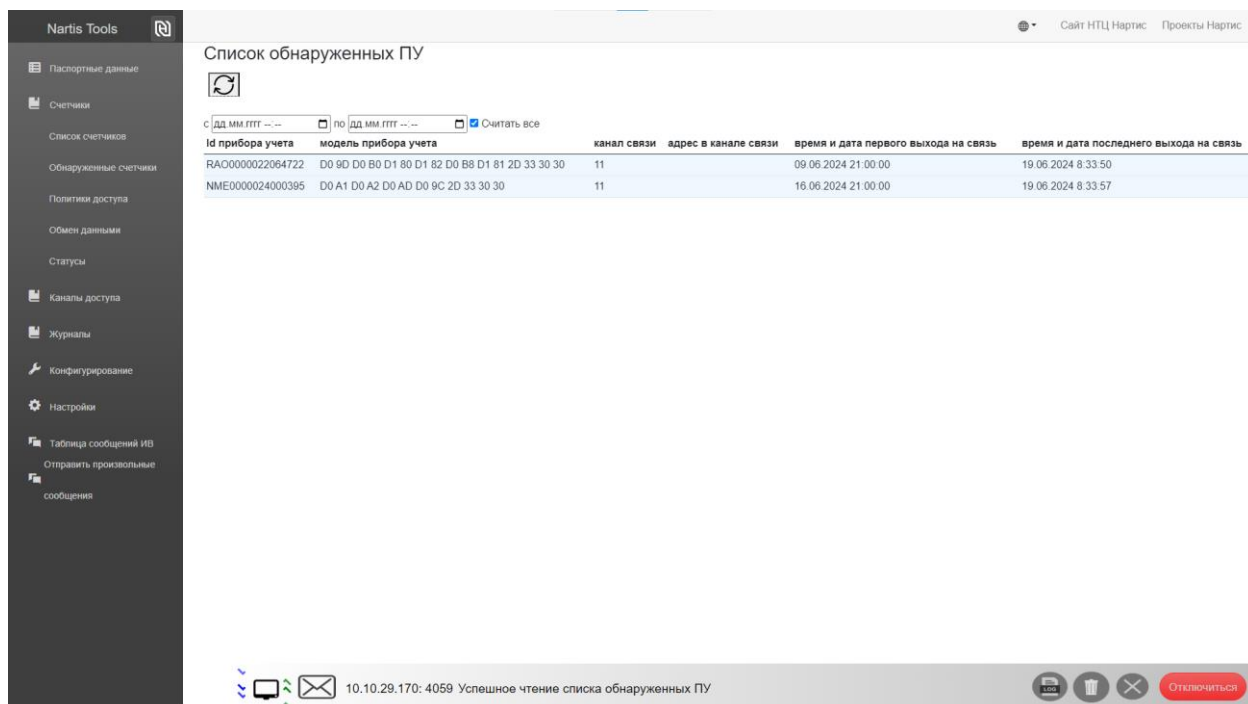 Nartis Tools
Сайт НТЦ Нартис Проекты Нартис
Паспортные данные
Счетчики
Список счетчиков
Обнаруженные счетчики
Политики доступа
Обмен данными
Статусы
Каналы доступа
Журналы
Конфигурирование
Настройки
Таблица сообщений ИВ
Отправить произвольные
сообщения
Список обнаруженных ПУ
с дд.мм.гггг --:-- по дд.мм.гггг --:-- Считать все
Id прибора учета модель прибора учета канал связи адрес в канале связи время и дата первого выхода на связь время и дата последнего выхода на связь
RAO0000022064722 D0 9D D0 B0 D1 80 D1 82 D0 B8 D1 81 2D 33 30 30 11 09.06.2024 21:00:00 19.06.2024 8:33:50
NME0000024000395 D0 A1 D0 A2 D0 AD D0 9C 2D 33 30 30 11 16.06.2024 21:00:00 19.06.2024 8:33:57
10.10.29.170: 4059 Успешное чтение списка обнаруженных ПУ
LOG
Отключиться